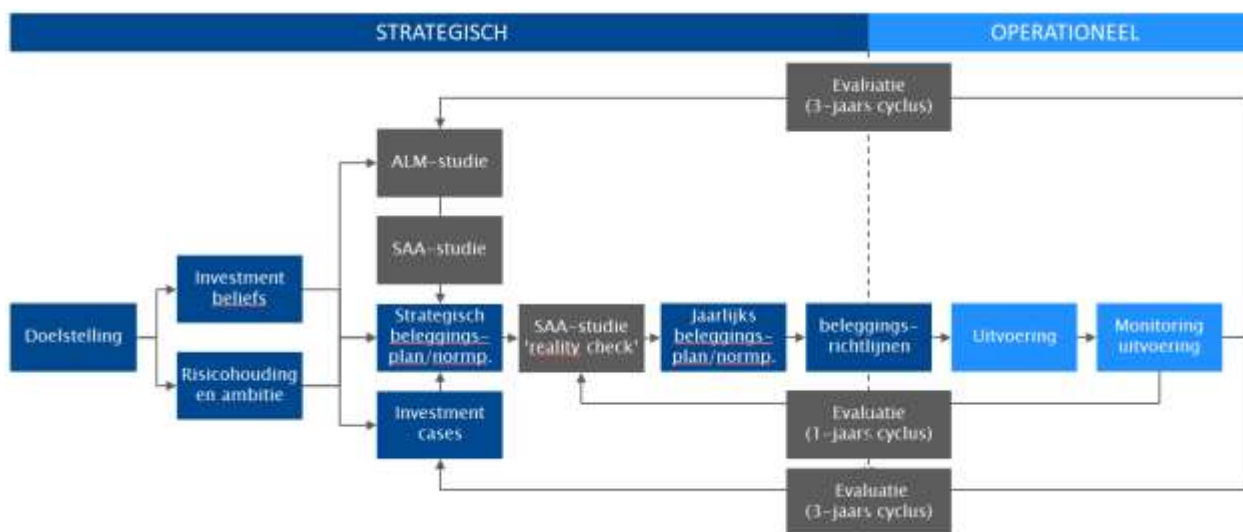 STRATEGISCH
OPERATIONEEL
Evaluatie
(3-jaars cyclus)
ALM-studie
SAA-studie
Investment
beliefs
Doelstelling
Risicohouding
en ambitie
Strategisch
beleggings-
plan/normp.
SAA-studie
'reality check'
Jaarlijks
beleggings-
plan/normp.
beleggings-
richtlijnen
Uitvoering
Monitoring
uitvoering
Investment
cases
Evaluatie
(1-jaars cyclus)
Evaluatie
(3-jaars cyclus)